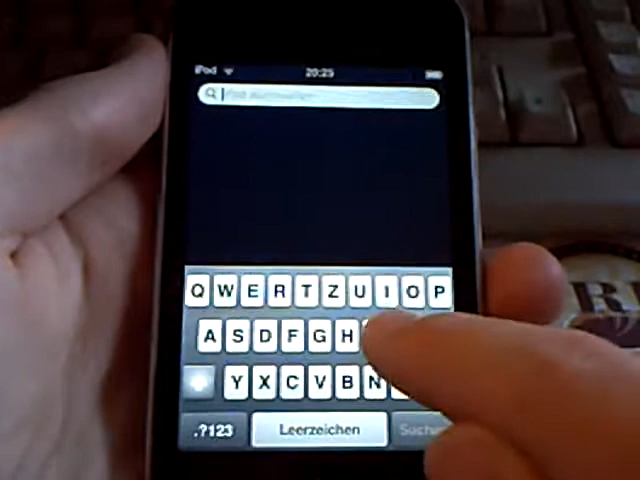 iPod 20:25
Q W E R T Z U I O P
A S D F G H
Y X C V B N
.?123 Leerzeichen